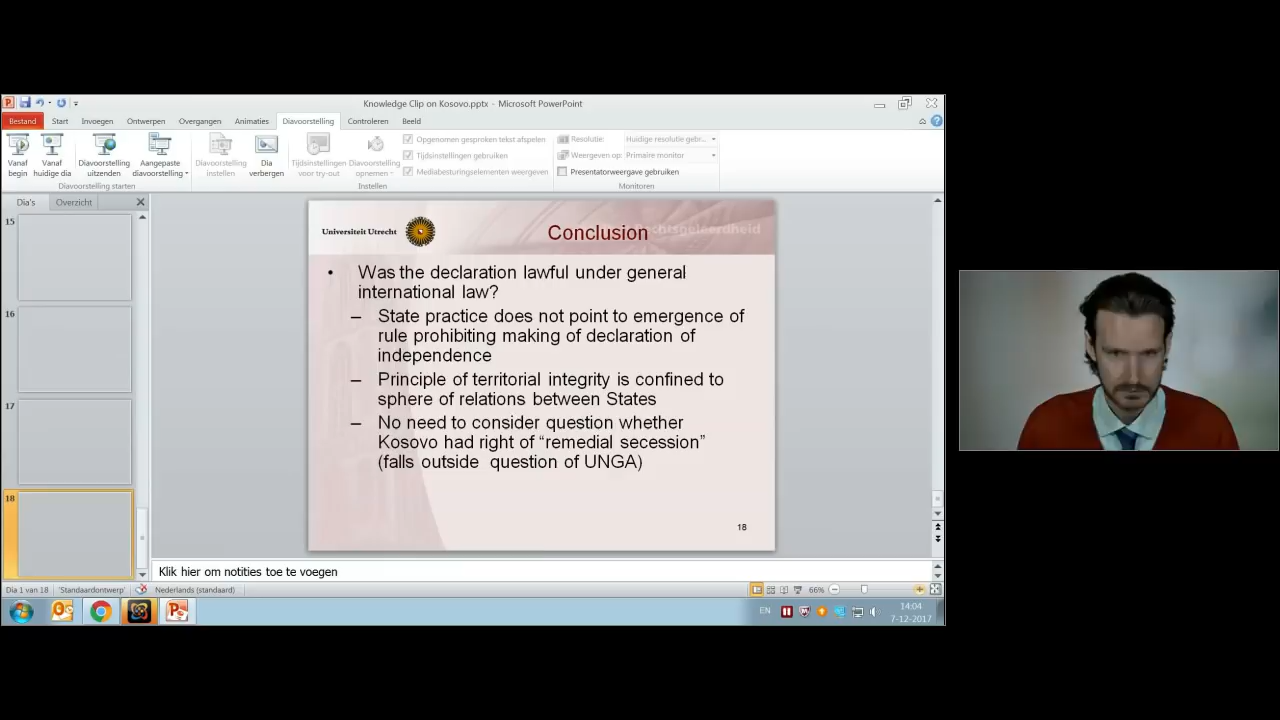 Knowledge Clip on Kosovo.pptx - Microsoft PowerPoint
Bestand Start Invoegen Ontwerpen Overgangen Animaties Diavoorstelling Controleren Beeld
Vanaf begin
Vanaf huidige dia
Diavoorstelling uitzenden
Aangepaste diavoorstelling
Diavoorstelling starten
Diavoorstelling instellen
Dia verbergen
Tijdsinstellingen voor try-out
Diavoorstelling opnemen
Opgenomen gesproken tekst afspelen
Tijdsinstellingen gebruiken
Mediabesturingselementen weergeven
Instellen
Resolutie: Huidige resolutie gebr...
Weergeven op: Primaire monitor
Presentatorweergave gebruiken
Monitoren
Dia's Overzicht
15
16
17
18
Universiteit Utrecht
Rechtsgeleerdheid
Conclusion
• Was the declaration lawful under general
international law?
– State practice does not point to emergence of
rule prohibiting making of declaration of
independence
– Principle of territorial integrity is confined to
sphere of relations between States
– No need to consider question whether
Kosovo had right of “remedial secession”
(falls outside question of UNGA)
18
Klik hier om notities toe te voegen
Dia 1 van 18 'Standaardontwerp' Nederlands (standaard) 66%
EN 14:04
7-12-2017